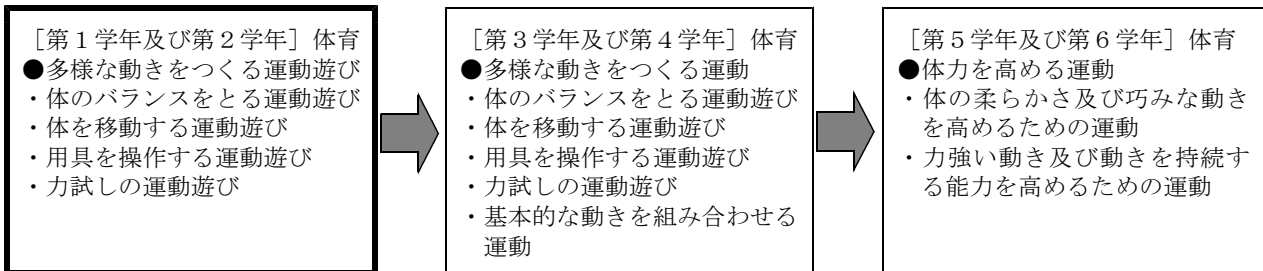 ［第１学年及び第２学年］体育
●多様な動きをつくる運動遊び
・体のバランスをとる運動遊び
・体を移動する運動遊び
・用具を操作する運動遊び
・力試しの運動遊び
［第３学年及び第４学年］体育
●多様な動きをつくる運動
・体のバランスをとる運動遊び
・体を移動する運動遊び
・用具を操作する運動遊び
・力試しの運動遊び
・基本的な動きを組み合わせる
運動
［第５学年及び第６学年］体育
●体力を高める運動
・体の柔らかさ及び巧みな動き
を高めるための運動
・力強い動き及び動きを持続す
る能力を高めるための運動